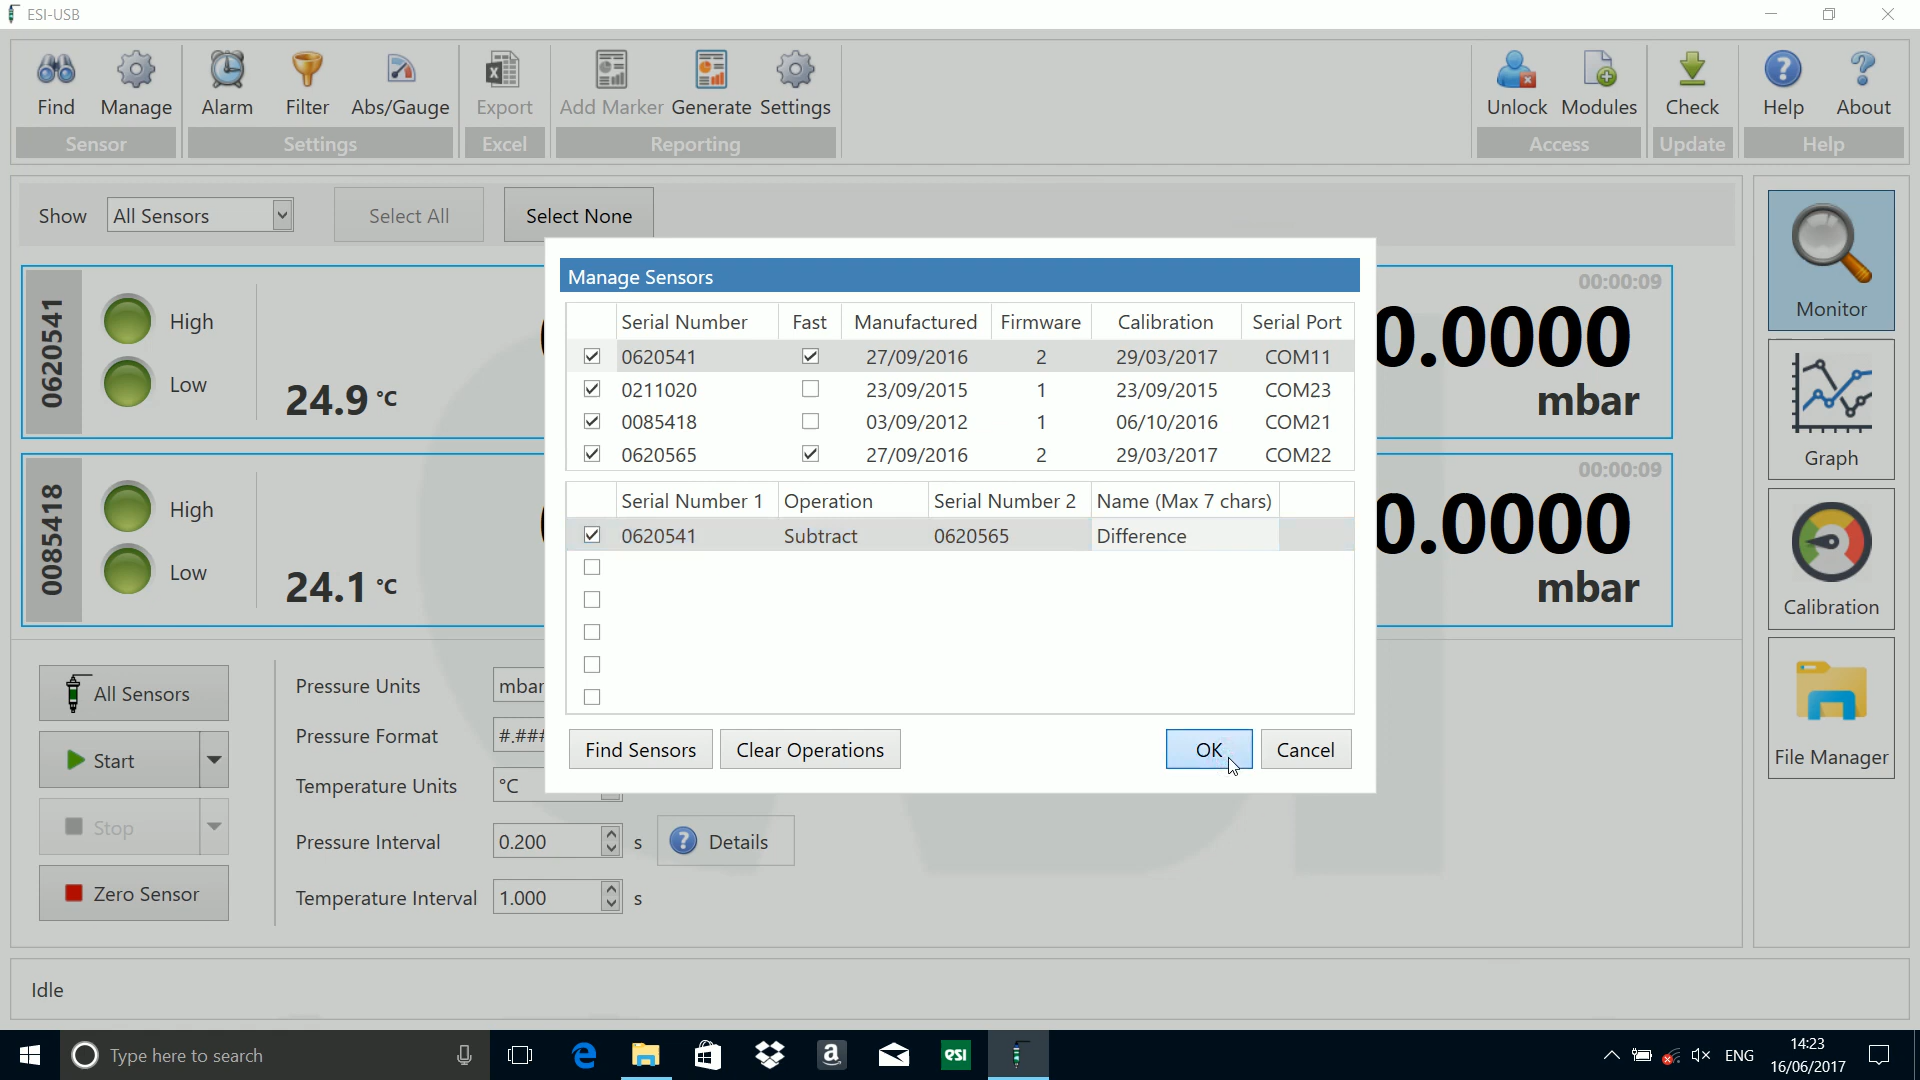 ESI-USB
Find Manage Alarm Filter Abs/Gauge Export Add Marker Generate Settings Unlock Modules Check Help About
Sensor Settings Excel Reporting Access Update Help
Show All Sensors Select All Select None
Manage Sensors
Serial Number Fast Manufactured Firmware Calibration Serial Port
0620541 27/09/2016 2 29/03/2017 COM11
0211020 23/09/2015 1 23/09/2015 COM23
0085418 03/09/2012 1 06/10/2016 COM21
0620565 27/09/2016 2 29/03/2017 COM22
Serial Number 1 Operation Serial Number 2 Name (Max 7 chars)
0620541 Subtract 0620565 Difference
Find Sensors Clear Operations OK Cancel
0620541
High
Low
24.9 °C
00:00:09
0.0000
mbar
0085418
High
Low
24.1 °C
00:00:09
0.0000
mbar
Monitor
Graph
Calibration
File Manager
All Sensors
Start
Stop
Zero Sensor
Pressure Units mbar
Pressure Format #.###
Temperature Units °C
Pressure Interval 0.200 s Details
Temperature Interval 1.000 s
Idle
Type here to search
a
esi
ENG
14:23
16/06/2017